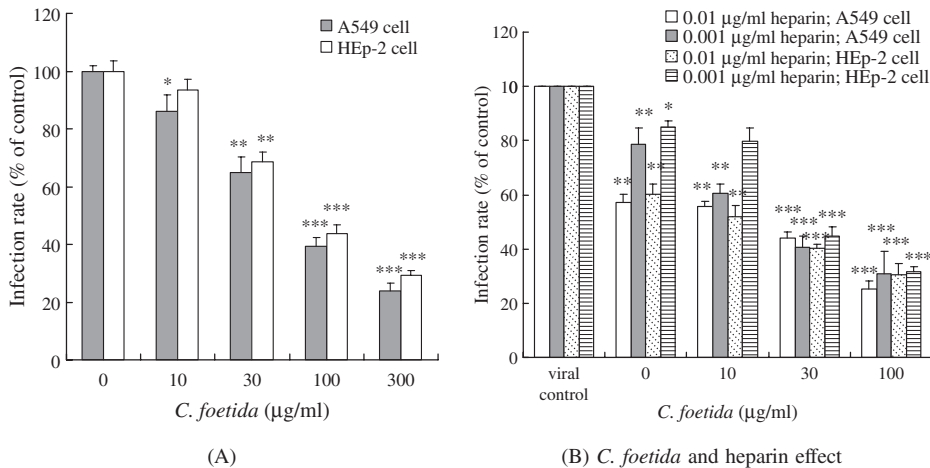 A549 cell
HEp-2 cell
120
100
80
60
40
20
0
Infection rate (% of control)
*
** **
***
***
***
***
0 10 30 100 300
C. foetida (μg/ml)
(A)
0.01 μg/ml heparin; A549 cell
0.001 μg/ml heparin; A549 cell
0.01 μg/ml heparin; HEp-2 cell
0.001 μg/ml heparin; HEp-2 cell
120
100
80
60
40
20
0
Infection rate (% of control)
** ** ** *
** ** **
*** *** *** ***
*** *** *** ***
viral control 0 10 30 100
C. foetida (μg/ml)
(B) C. foetida and heparin effect